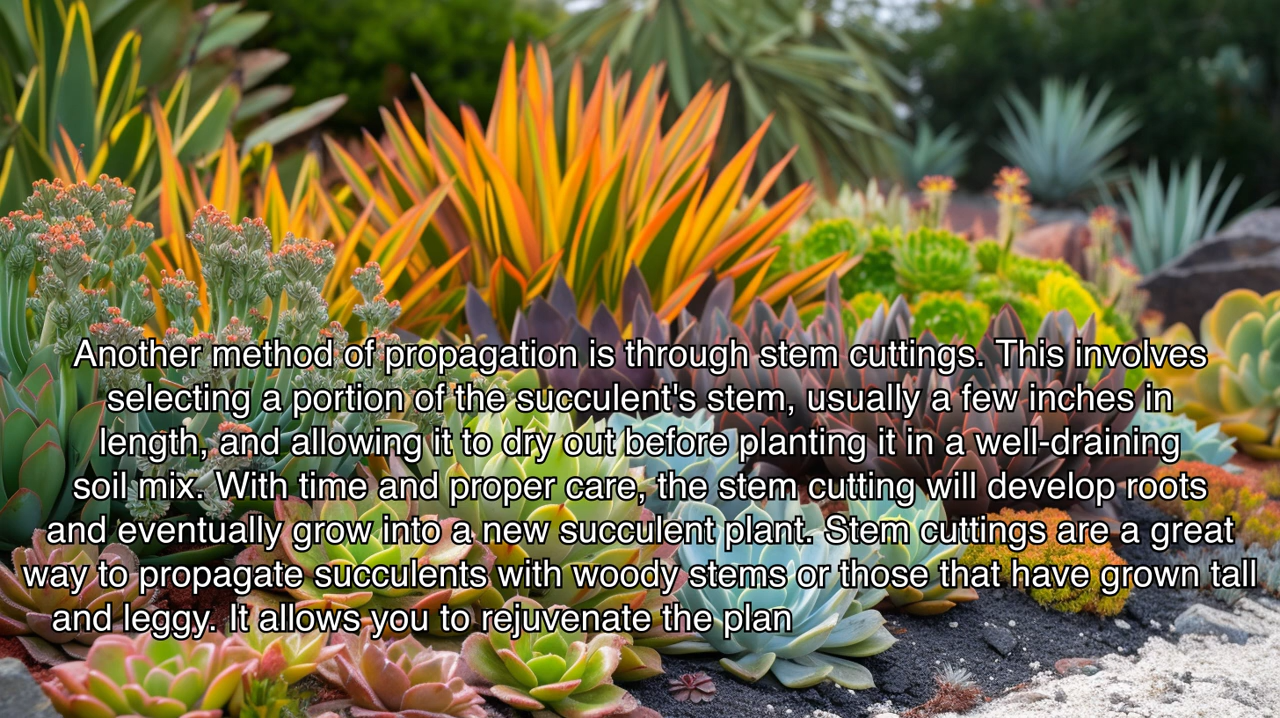 Another method of propagation is through stem cuttings. This involves
selecting a portion of the succulent's stem, usually a few inches in
length, and allowing it to dry out before planting it in a well-draining
soil mix. With time and proper care, the stem cutting will develop roots
and eventually grow into a new succulent plant. Stem cuttings are a great
way to propagate succulents with woody stems or those that have grown tall
and leggy. It allows you to rejuvenate the plan